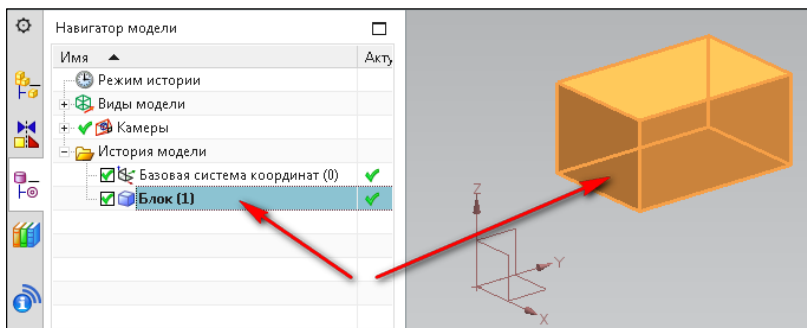 Навигатор модели
Имя Акту
Режим истории
Виды модели
Камеры
История модели
Базовая система координат (0)
Блок (1)
Z
Y
X